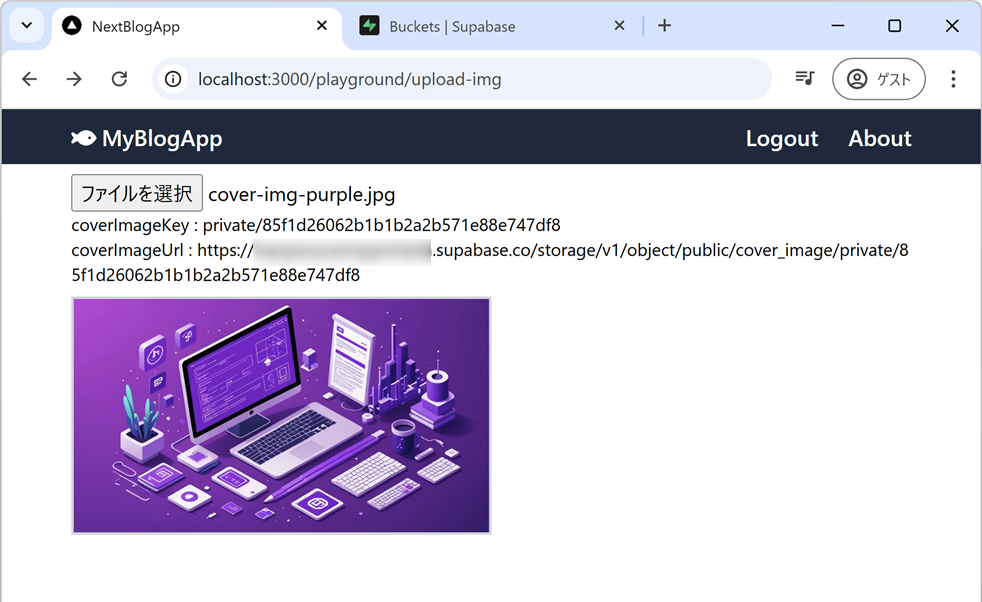 NextBlogApp
Buckets | Supabase
localhost:3000/playground/upload-img
ゲスト
MyBlogApp
Logout
About
ファイルを選択 cover-img-purple.jpg
coverImageKey : private/85f1d26062b1b1b2a2b571e88e747df8
coverImageUrl : https:// .supabase.co/storage/v1/object/public/cover_image/private/8
5f1d26062b1b1b2a2b571e88e747df8